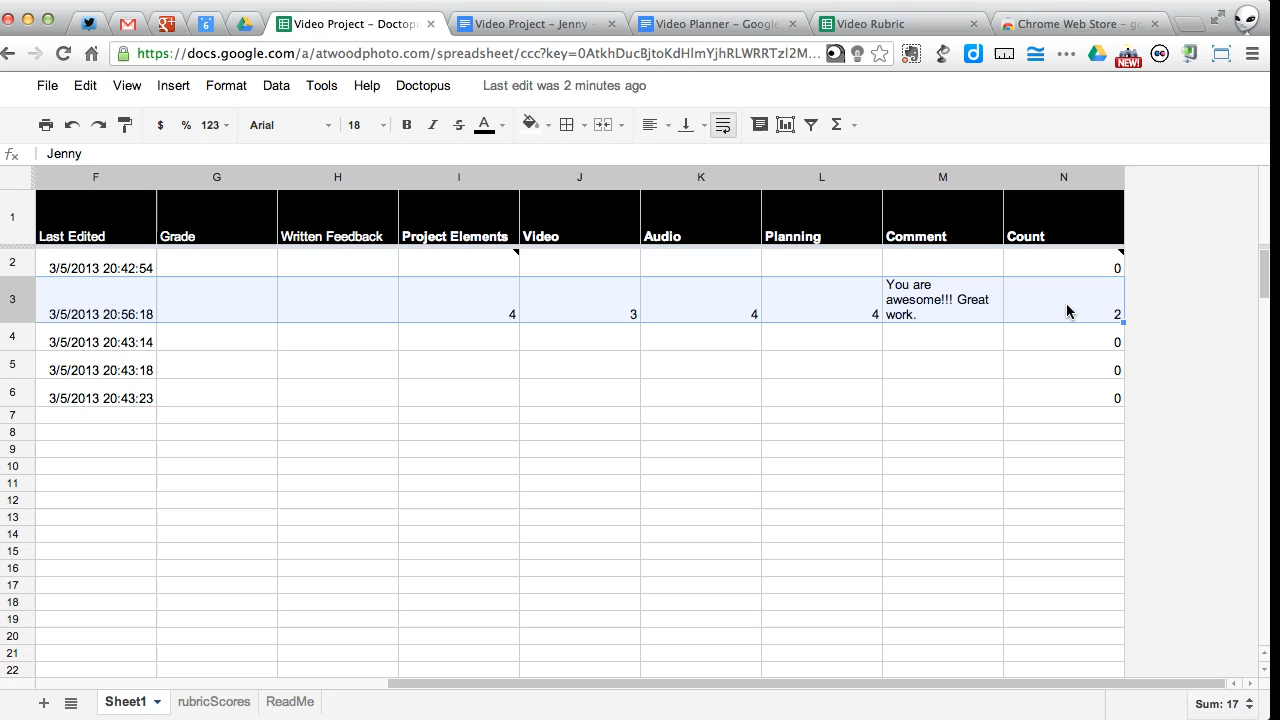 Video Project – Doctopu
Video Project – Jenny
Video Planner – Google
Video Rubric
Chrome Web Store – go
https://docs.google.com/a/atwoodphoto.com/spreadsheet/
File Edit View Insert Format Data Tools Help Doctopus Last edit was 2 minutes ago
$ % 123 Arial 18 B I S A Σ
fx Jenny
F G H I J K L M N
1 Last Edited Grade Written Feedback Project Elements Video Audio Planning Comment Count
2 3/5/2013 20:42:54 0
You are
awesome!!! Great
3 3/5/2013 20:56:18 4 3 4 4 work. 2
4 3/5/2013 20:43:14 0
5 3/5/2013 20:43:18 0
6 3/5/2013 20:43:23 0
7
8
9
10
11
12
13
14
15
16
17
18
19
20
21
22
+ Sheet1 rubricScores ReadMe Sum: 17